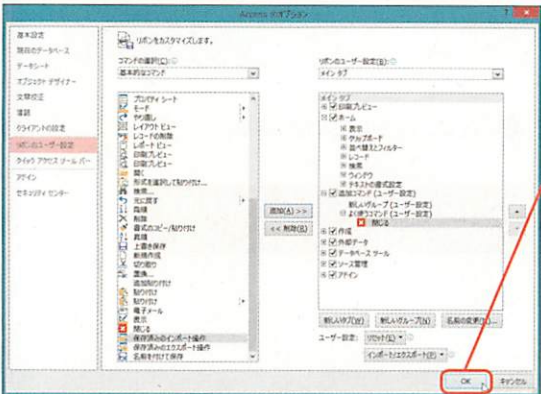 Access のオプション
基本設定
現在のデータベース
データシート
オブジェクト デザイナー
文章校正
言語
クライアントの設定
リボンのユーザー設定
クイック アクセス ツール バー
アドイン
セキュリティ センター
リボンをカスタマイズします。
コマンドの選択(C):
基本的なコマンド
プロパティ シート
モード
やり直し
レイアウト ビュー
レコードの削除
レポート ビュー
印刷プレビュー
印刷プレビュー
開く
形式を選択して貼り付け...
検索...
元に戻す
降順
削除
書式のコピー/貼り付け
昇順
上書き保存
新規作成
切り取り
置換...
追加貼り付け
貼り付け
貼り付け
電子メール
表示
閉じる
保存済みのインポート操作
保存済みのエクスポート操作
名前を付けて保存
追加(A) >>
<< 削除(R)
リボンのユーザー設定(B):
メイン タブ
メイン タブ
印刷プレビュー
ホーム
表示
クリップボード
並べ替えとフィルター
レコード
検索
ウィンドウ
テキストの書式設定
追加コマンド (ユーザー設定)
新しいグループ (ユーザー設定)
よく使うコマンド (ユーザー設定)
閉じる
作成
外部データ
データベース ツール
ソース管理
アドイン
新しいタブ(W)
新しいグループ(N)
名前の変更(M)...
ユーザー設定:
リセット(E)
インポート/エクスポート(P)
OK
キャンセル